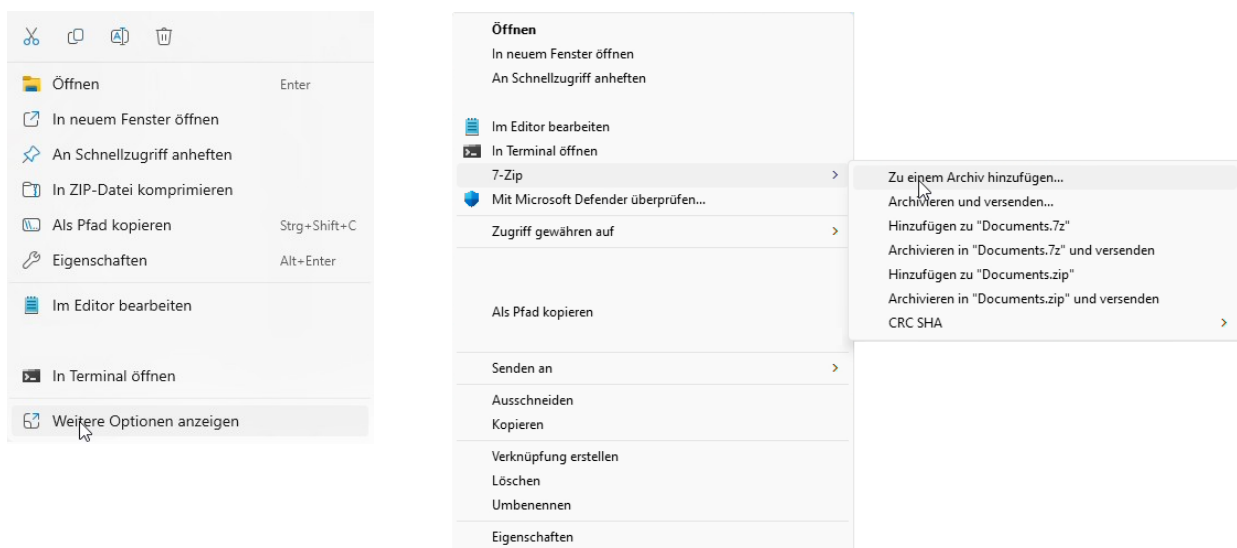 Öffnen Enter
In neuem Fenster öffnen
An Schnellzugriff anheften
In ZIP-Datei komprimieren
Als Pfad kopieren Strg+Shift+C
Eigenschaften Alt+Enter
Im Editor bearbeiten
In Terminal öffnen
Weitere Optionen anzeigen
Öffnen
In neuem Fenster öffnen
An Schnellzugriff anheften
Im Editor bearbeiten
In Terminal öffnen
7-Zip
Mit Microsoft Defender überprüfen...
Zugriff gewähren auf
Als Pfad kopieren
Senden an
Ausschneiden
Kopieren
Verknüpfung erstellen
Löschen
Umbenennen
Eigenschaften
Zu einem Archiv hinzufügen...
Archivieren und versenden...
Hinzufügen zu "Documents.7z"
Archivieren in "Documents.7z" und versenden
Hinzufügen zu "Documents.zip"
Archivieren in "Documents.zip" und versenden
CRC SHA